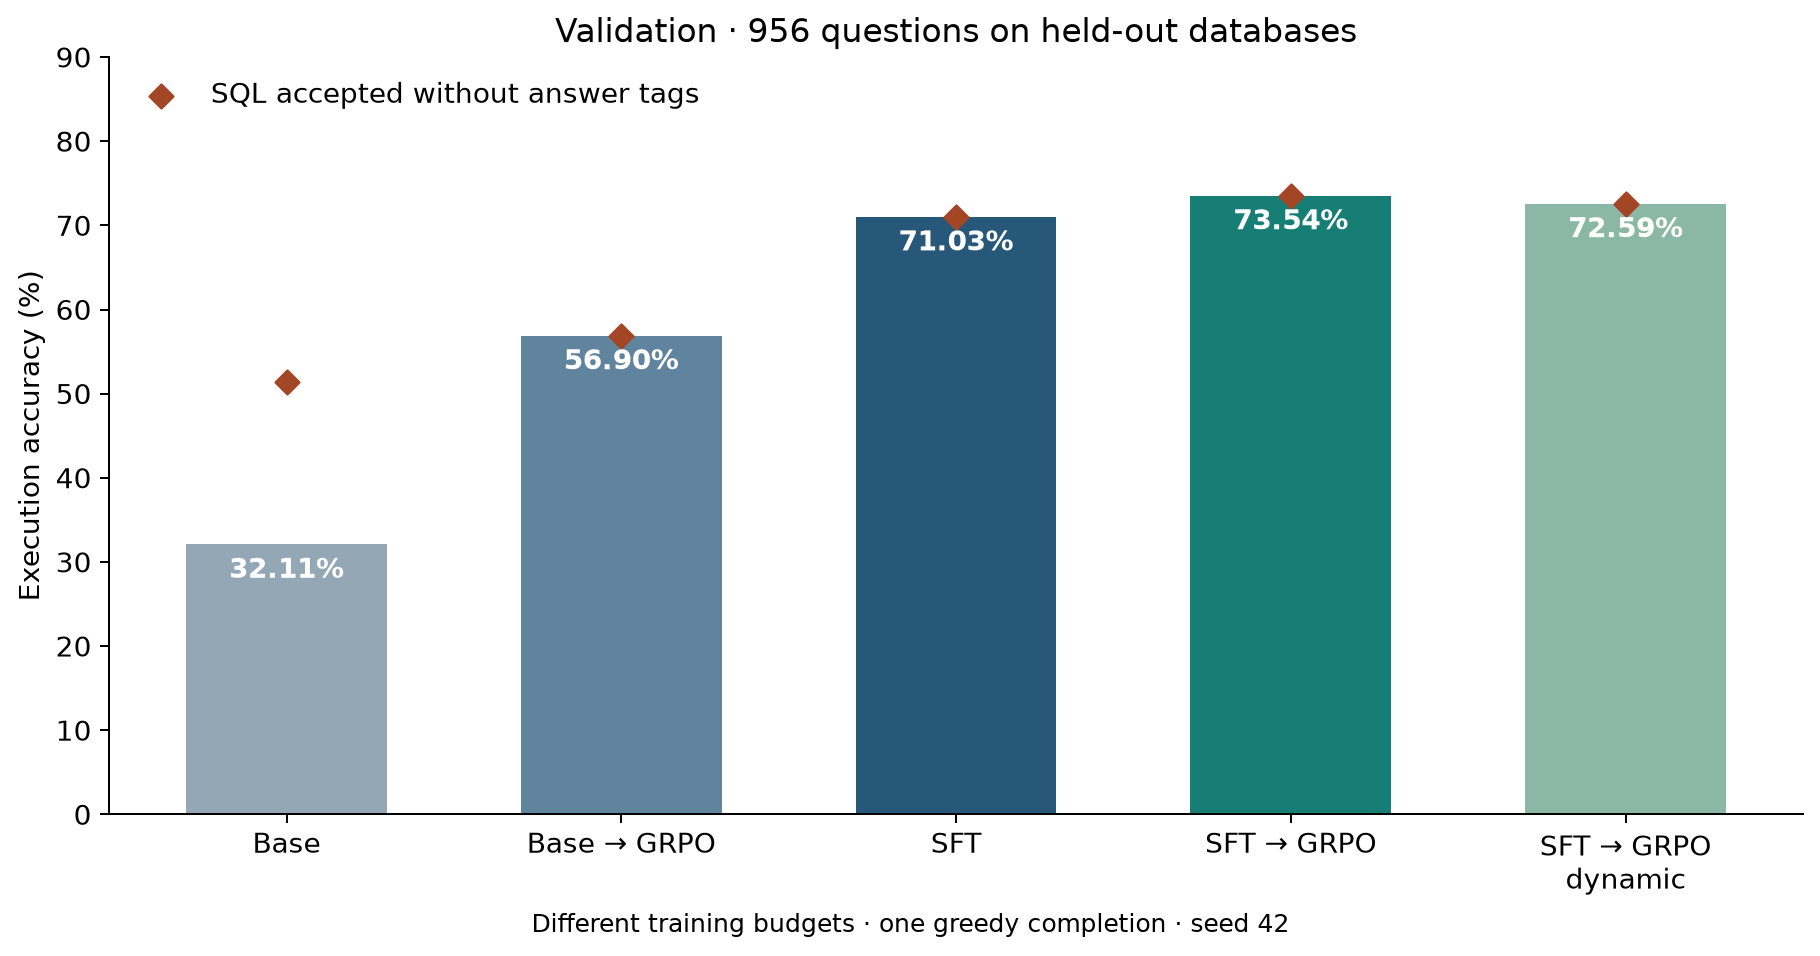 Validation · 956 questions on held-out databases
SQL accepted without answer tags
Execution accuracy (%)
90
80
70
60
50
40
30
20
10
0
32.11%
56.90%
71.03%
73.54%
72.59%
Base
Base → GRPO
SFT
SFT → GRPO
SFT → GRPO
dynamic
Different training budgets · one greedy completion · seed 42